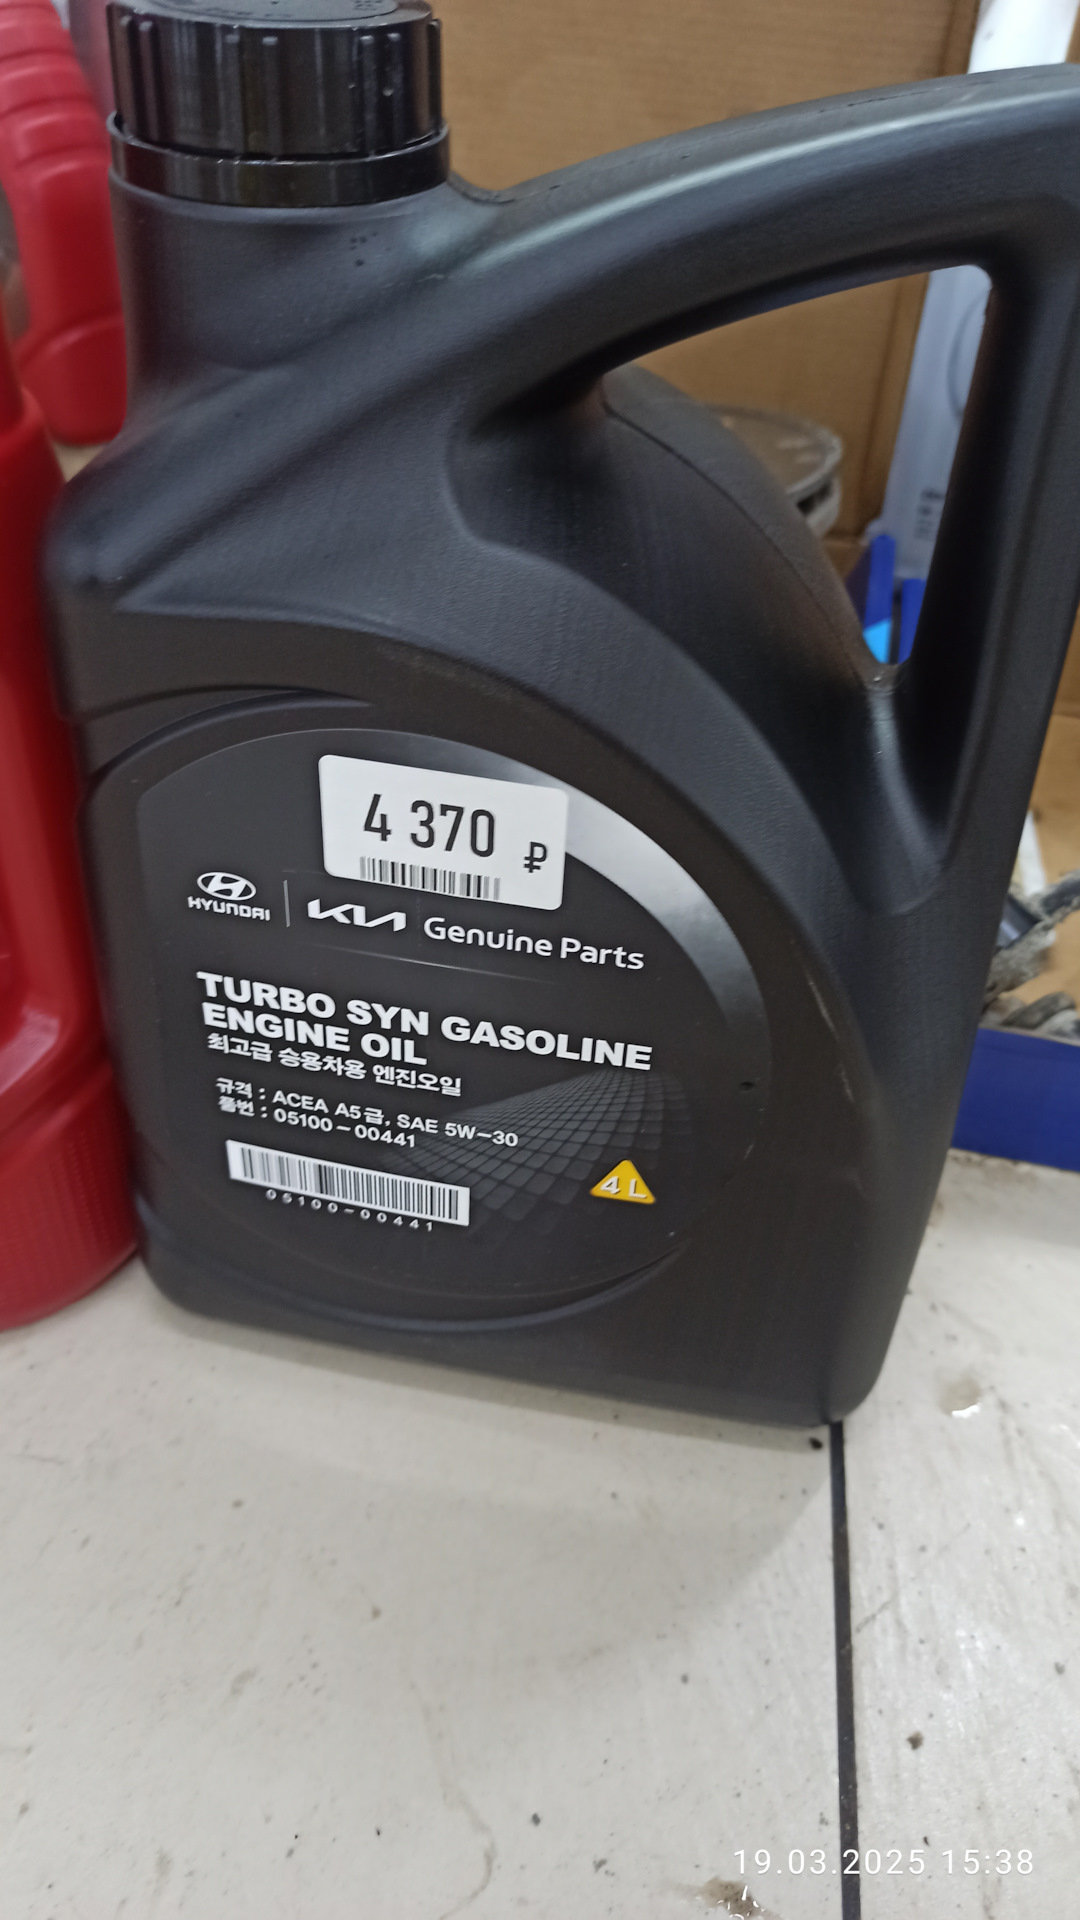 4 370 ₽
HYUNDAI KIA Genuine Parts
TURBO SYN GASOLINE
ENGINE OIL
최고급 승용차용 엔진오일
규격 : ACEA A5급, SAE 5W-30
품번 : 05100-00441
4 L
05100-00441
19.03.2025 15:38